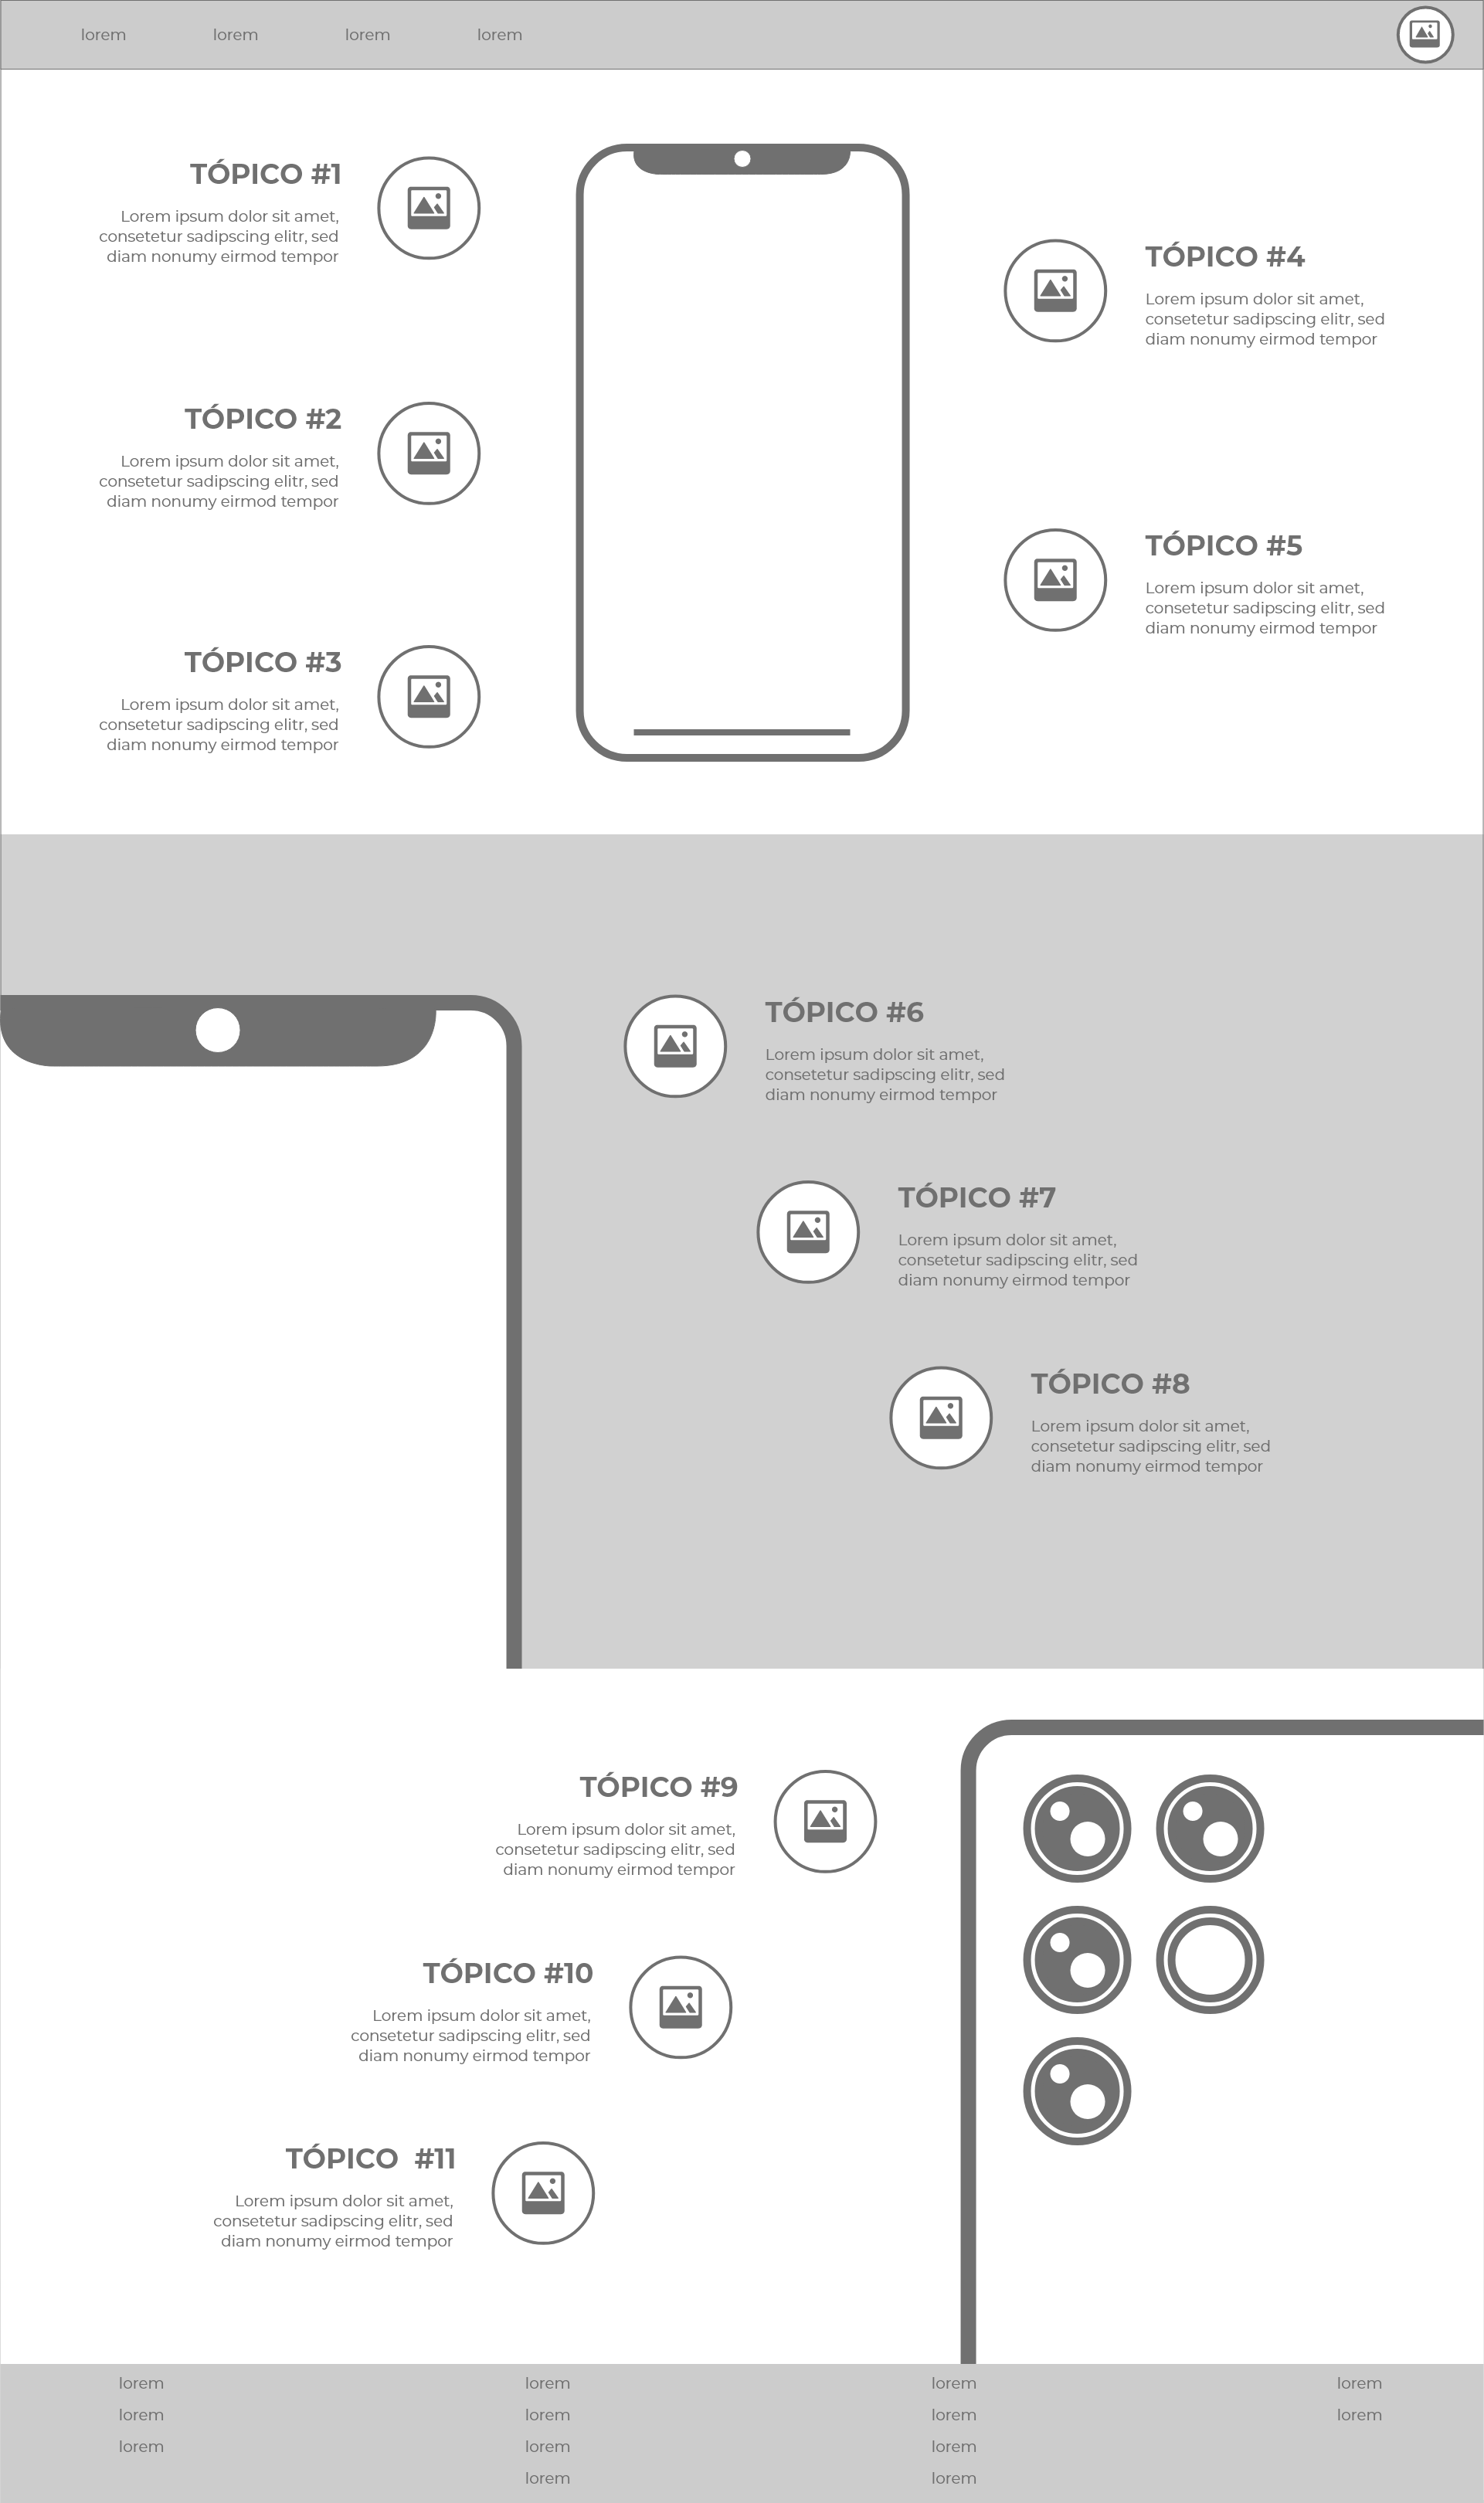 lorem lorem lorem lorem
TÓPICO #1
Lorem ipsum dolor sit amet,
consetetur sadipscing elitr, sed
diam nonumy eirmod tempor
TÓPICO #2
Lorem ipsum dolor sit amet,
consetetur sadipscing elitr, sed
diam nonumy eirmod tempor
TÓPICO #3
Lorem ipsum dolor sit amet,
consetetur sadipscing elitr, sed
diam nonumy eirmod tempor
TÓPICO #4
Lorem ipsum dolor sit amet,
consetetur sadipscing elitr, sed
diam nonumy eirmod tempor
TÓPICO #5
Lorem ipsum dolor sit amet,
consetetur sadipscing elitr, sed
diam nonumy eirmod tempor
TÓPICO #6
Lorem ipsum dolor sit amet,
consetetur sadipscing elitr, sed
diam nonumy eirmod tempor
TÓPICO #7
Lorem ipsum dolor sit amet,
consetetur sadipscing elitr, sed
diam nonumy eirmod tempor
TÓPICO #8
Lorem ipsum dolor sit amet,
consetetur sadipscing elitr, sed
diam nonumy eirmod tempor
TÓPICO #9
Lorem ipsum dolor sit amet,
consetetur sadipscing elitr, sed
diam nonumy eirmod tempor
TÓPICO #10
Lorem ipsum dolor sit amet,
consetetur sadipscing elitr, sed
diam nonumy eirmod tempor
TÓPICO  #11
Lorem ipsum dolor sit amet,
consetetur sadipscing elitr, sed
diam nonumy eirmod tempor
lorem
lorem
lorem
lorem
lorem
lorem
lorem
lorem
lorem
lorem
lorem
lorem
lorem